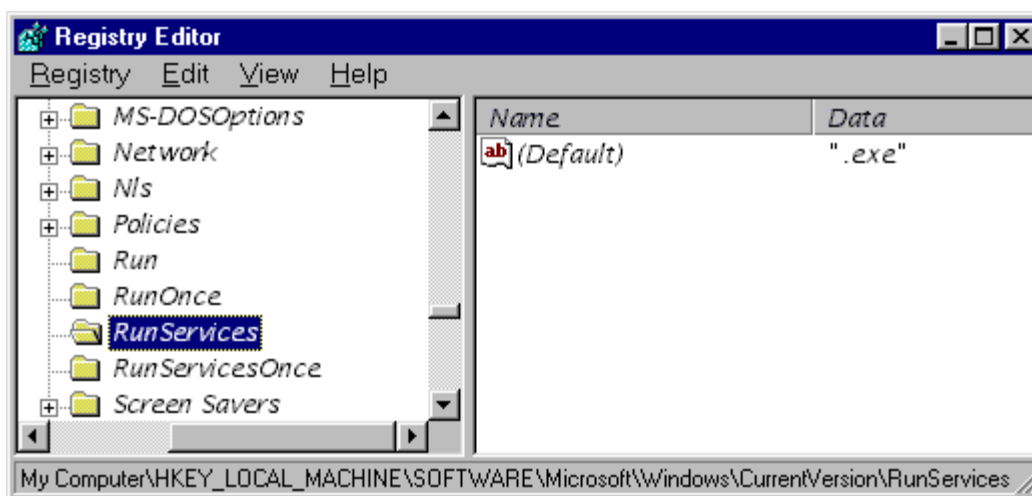 Registry Editor
Registry Edit View Help
MS-DOSOptions
Network
Nls
Policies
Run
RunOnce
RunServices
RunServicesOnce
Screen Savers
Name Data
ab (Default) ".exe"
My Computer\HKEY_LOCAL_MACHINE\SOFTWARE\Microsoft\Windows\CurrentVersion\RunServices